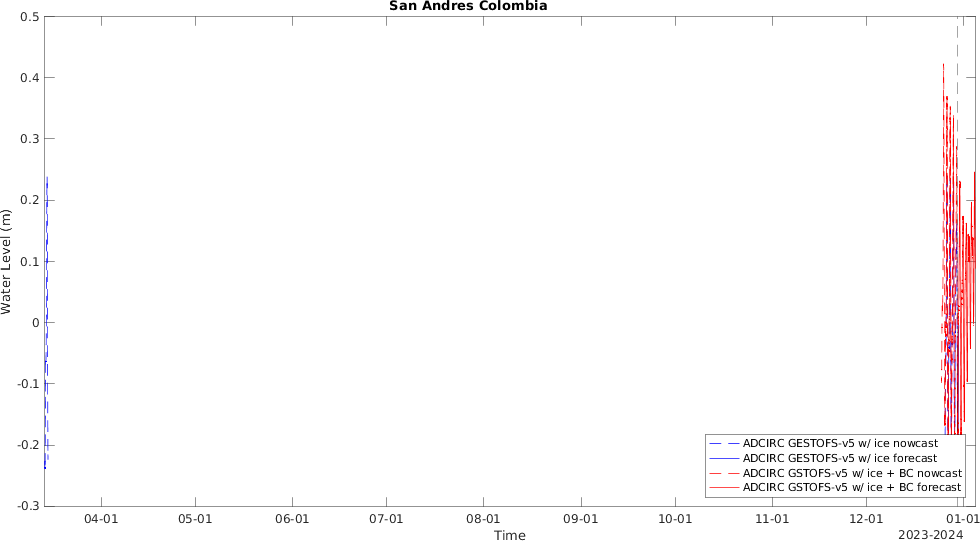 San Andres Colombia
0.5
0.4
0.3
0.2
0.1
0
-0.1
-0.2
-0.3
Water Level (m)
04-01 05-01 06-01 07-01 08-01 09-01 10-01 11-01 12-01 01-01
Time
2023-2024
ADCIRC GESTOFS-v5 w/ ice nowcast
ADCIRC GESTOFS-v5 w/ ice forecast
ADCIRC GSTOFS-v5 w/ ice + BC nowcast
ADCIRC GSTOFS-v5 w/ ice + BC forecast